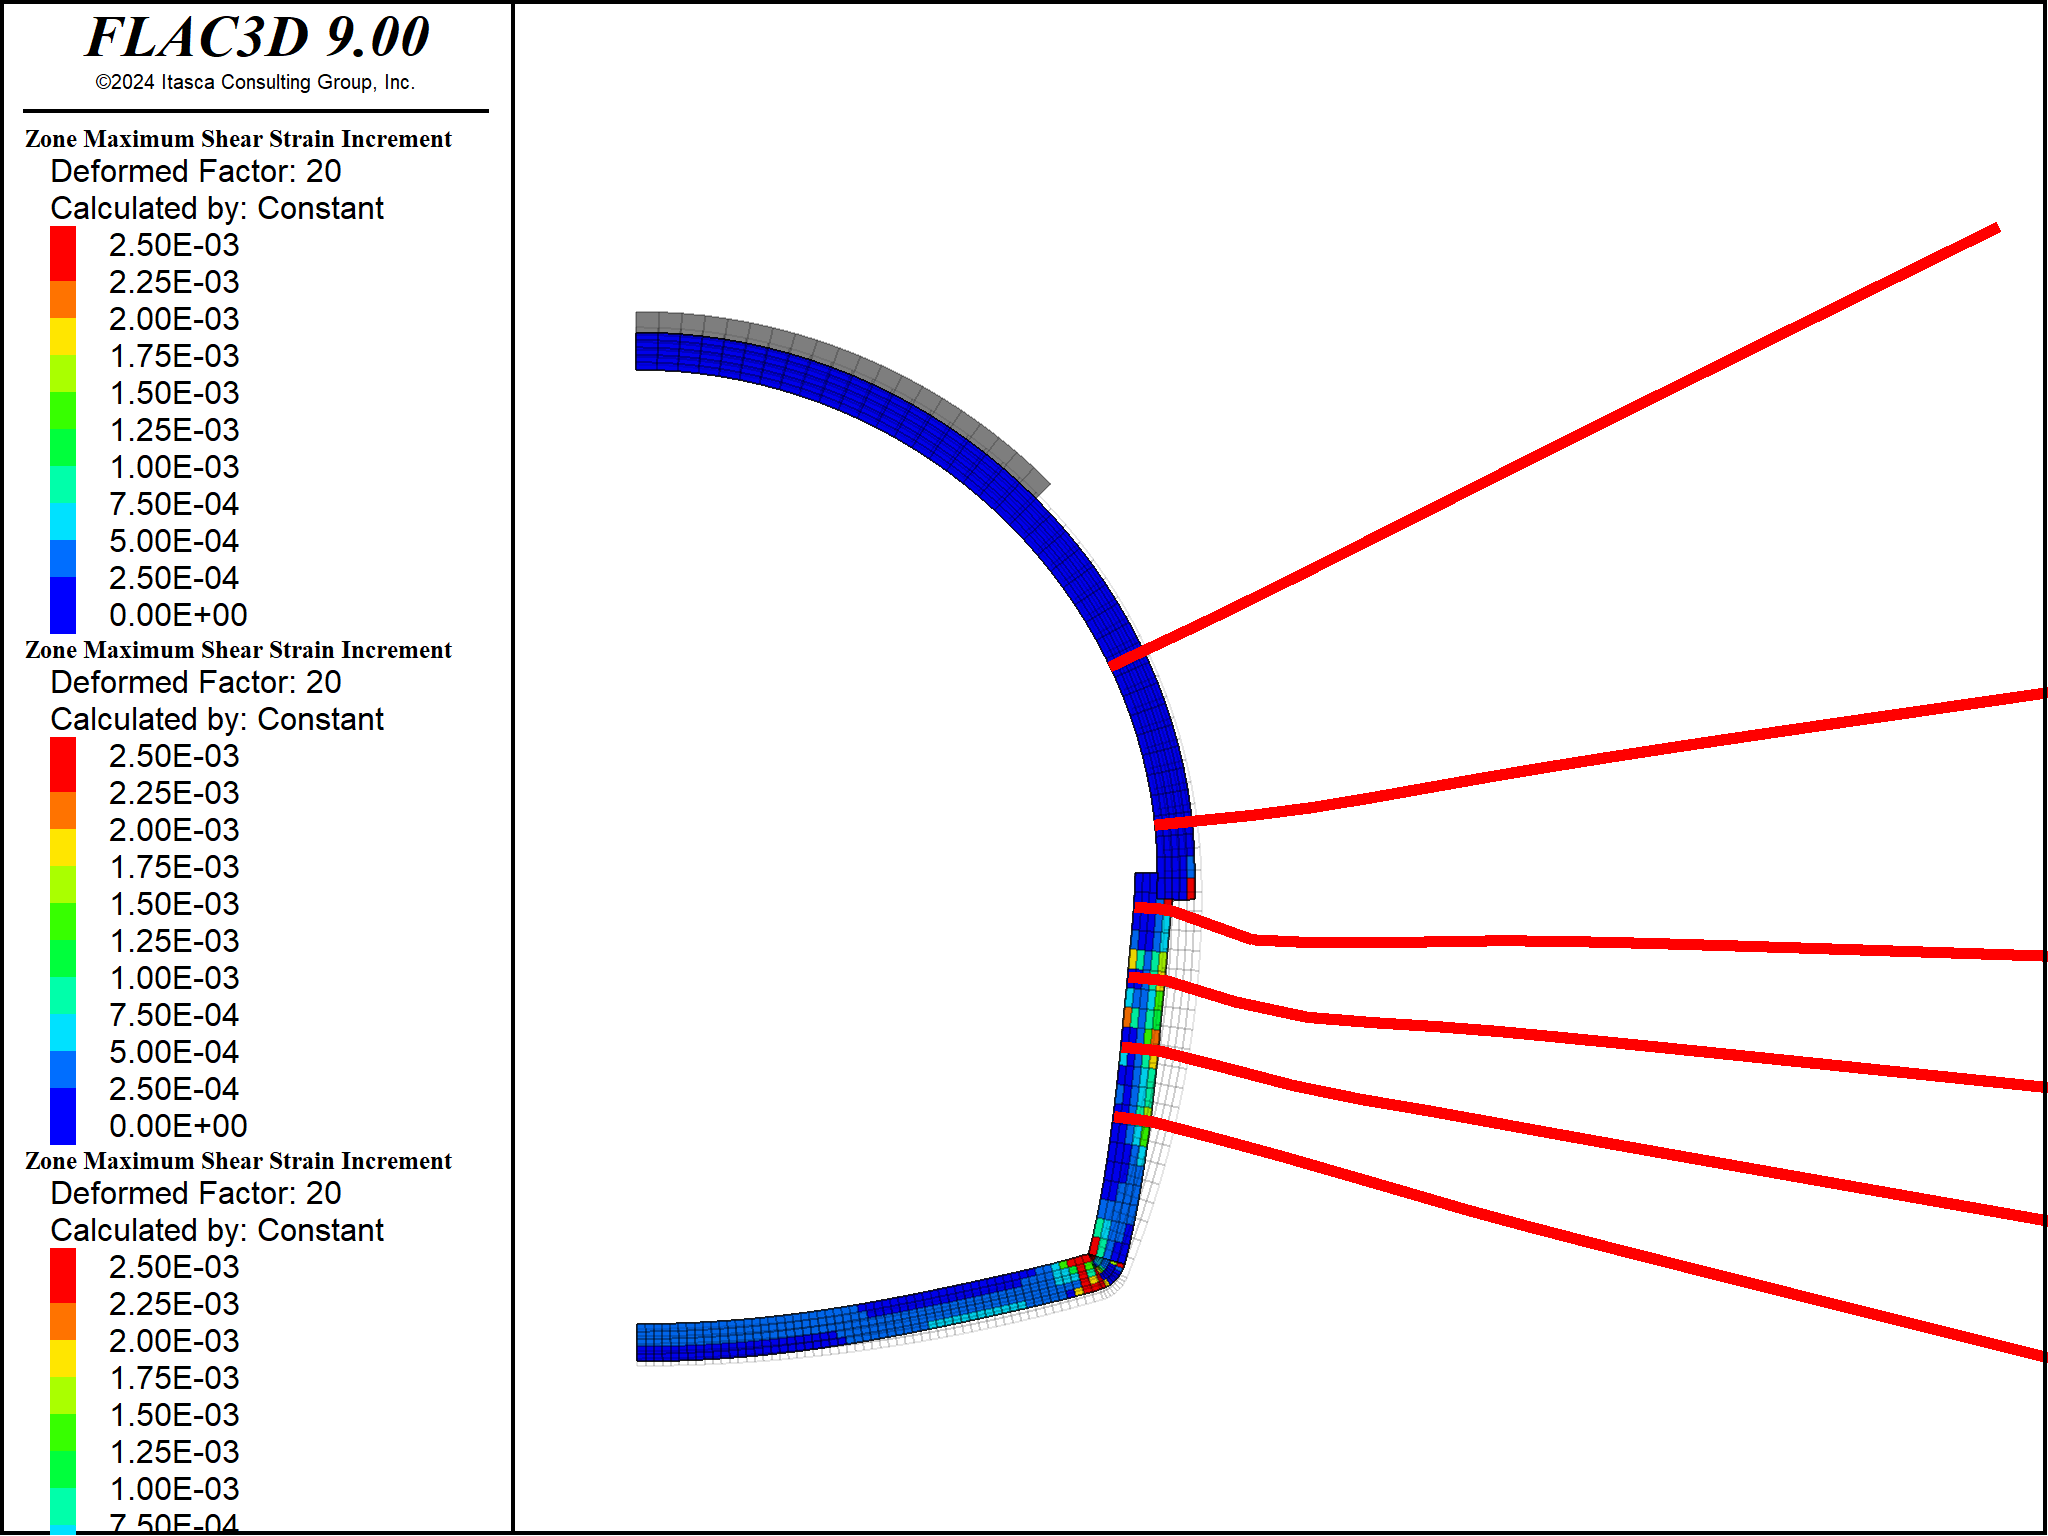 FLAC3D 9.00
©2024 Itasca Consulting Group, Inc.
Zone Maximum Shear Strain Increment
Deformed Factor: 20
Calculated by: Constant
2.50E-03
2.25E-03
2.00E-03
1.75E-03
1.50E-03
1.25E-03
1.00E-03
7.50E-04
5.00E-04
2.50E-04
0.00E+00
Zone Maximum Shear Strain Increment
Deformed Factor: 20
Calculated by: Constant
2.50E-03
2.25E-03
2.00E-03
1.75E-03
1.50E-03
1.25E-03
1.00E-03
7.50E-04
5.00E-04
2.50E-04
0.00E+00
Zone Maximum Shear Strain Increment
Deformed Factor: 20
Calculated by: Constant
2.50E-03
2.25E-03
2.00E-03
1.75E-03
1.50E-03
1.25E-03
1.00E-03
7.50E-04